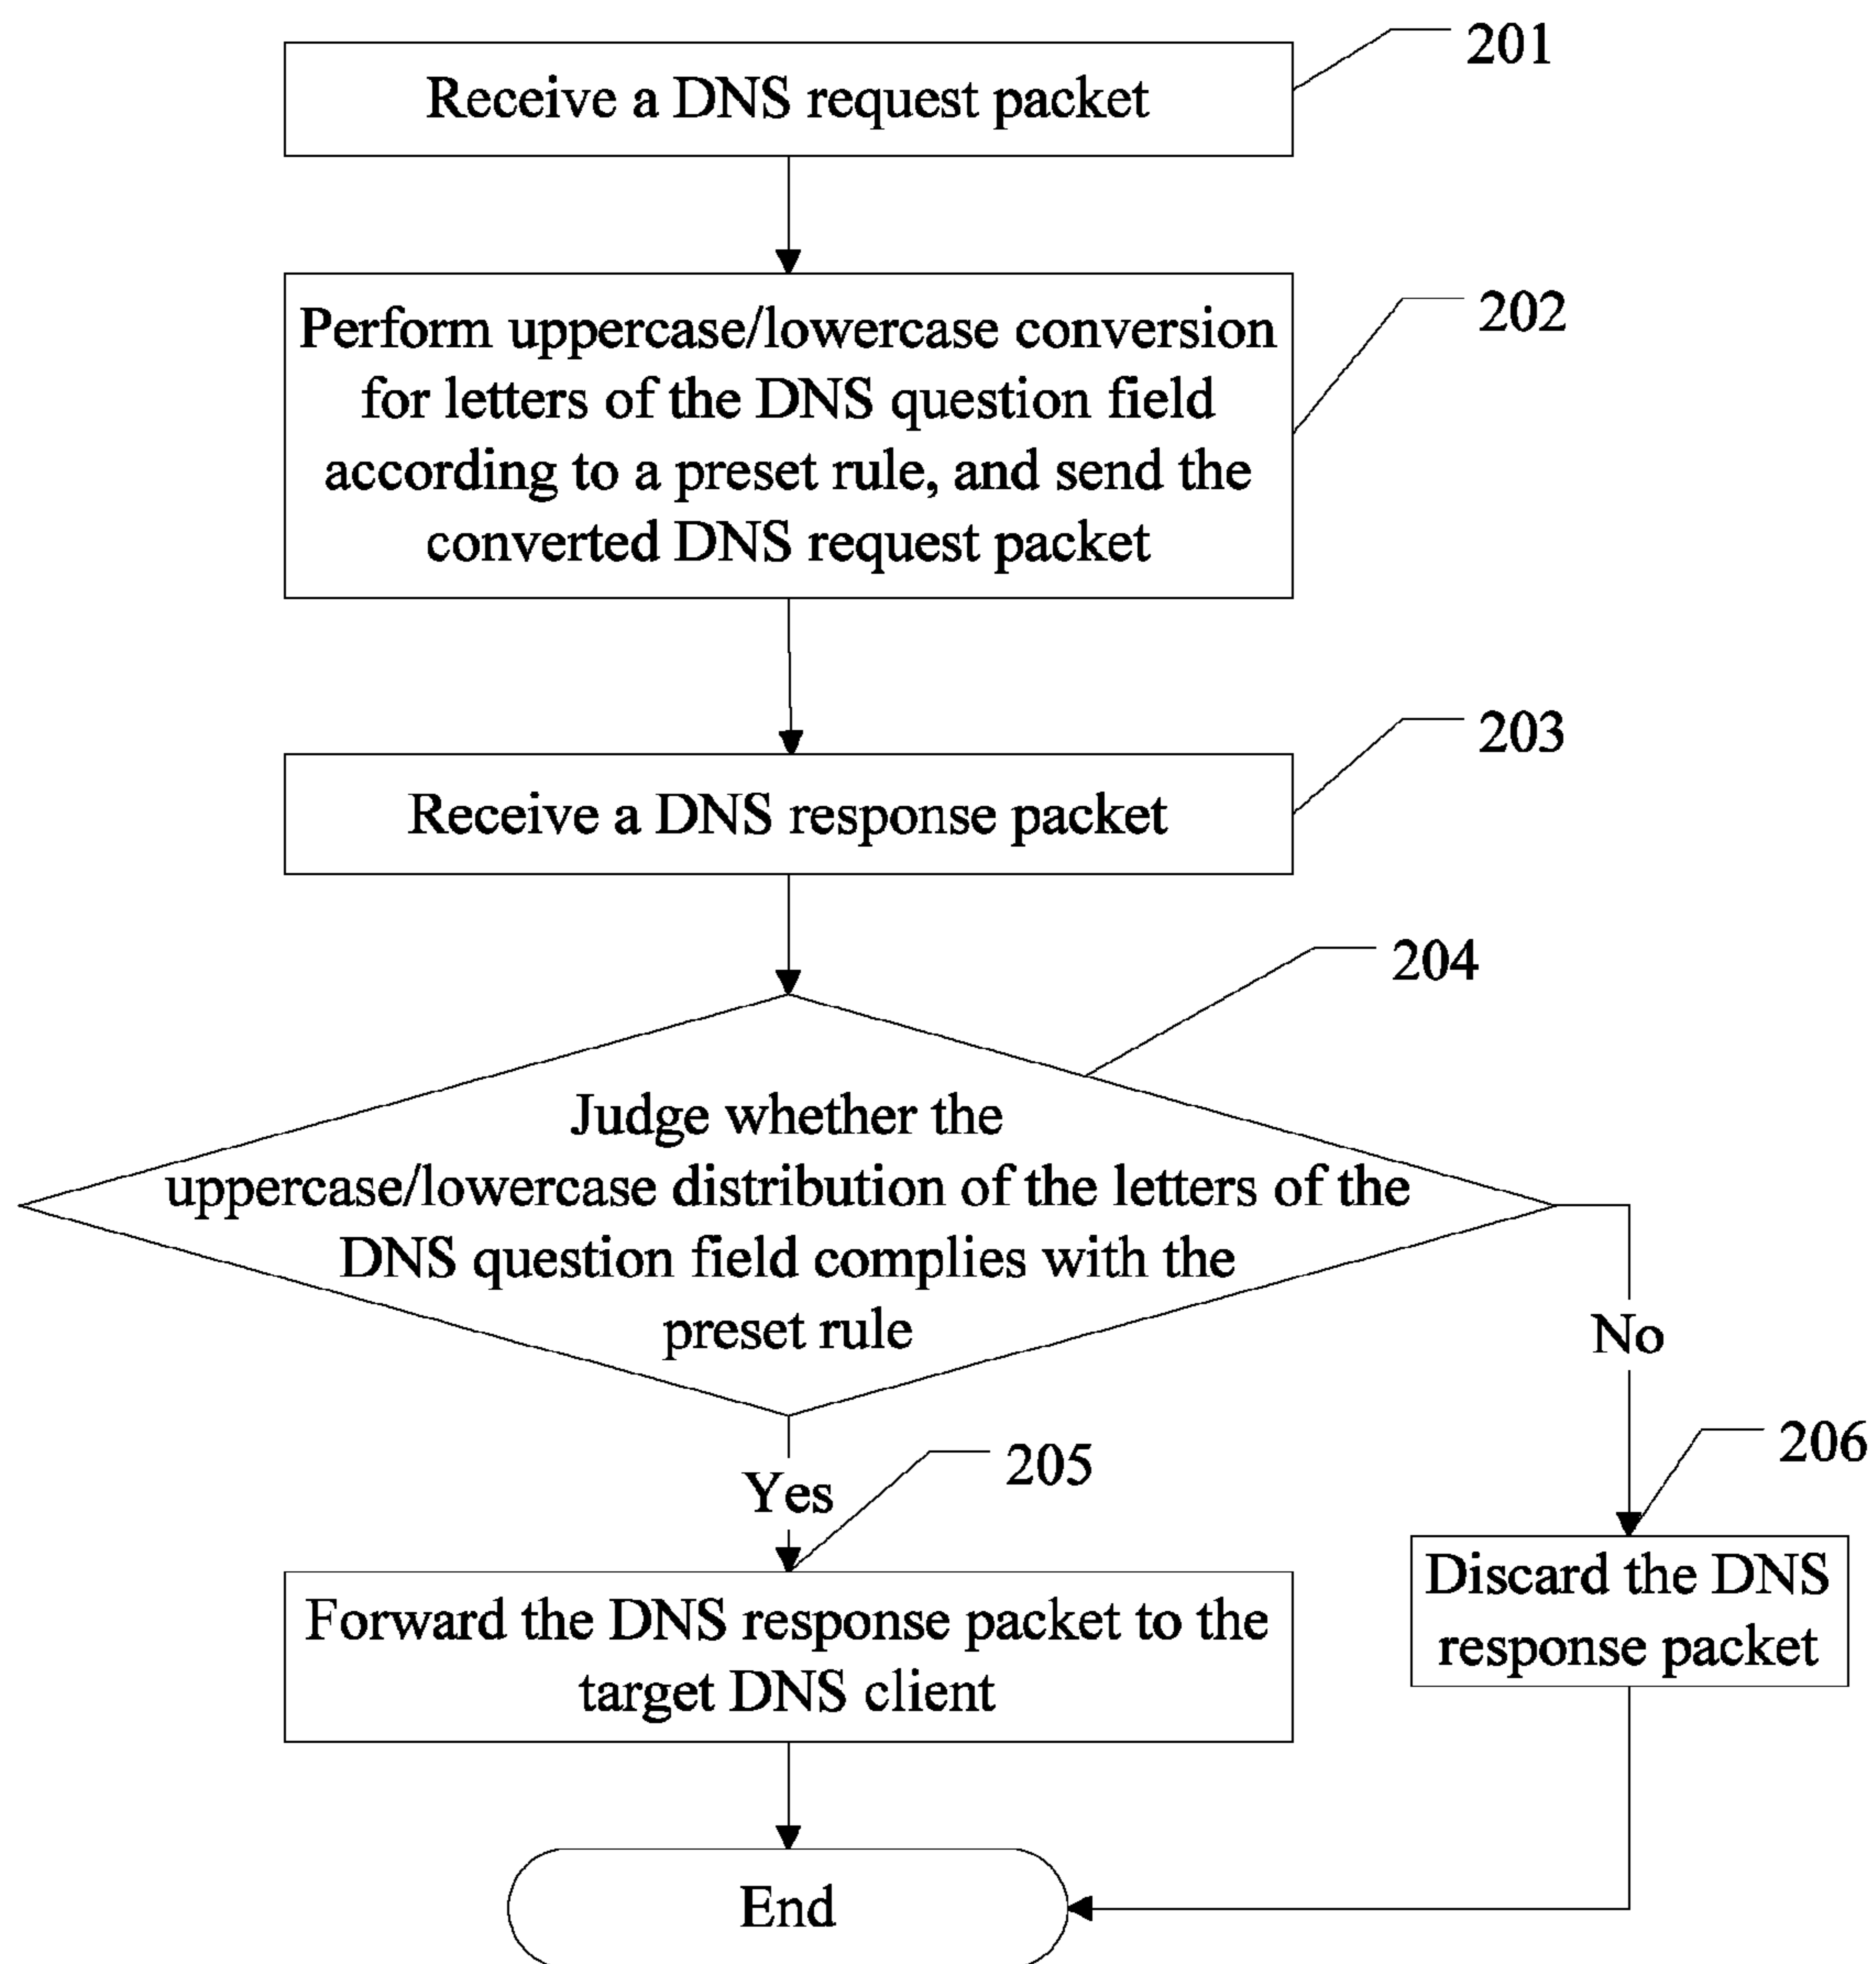 201
Receive a DNS request packet
202
Perform uppercase/lowercase conversion
for letters of the DNS question field
according to a preset rule, and send the
converted DNS request packet
203
Receive a DNS response packet
204
Judge whether the
uppercase/lowercase distribution of the letters of the
DNS question field complies with the
preset rule
No
206
205
Yes
Discard the DNS
response packet
Forward the DNS response packet to the
target DNS client
End